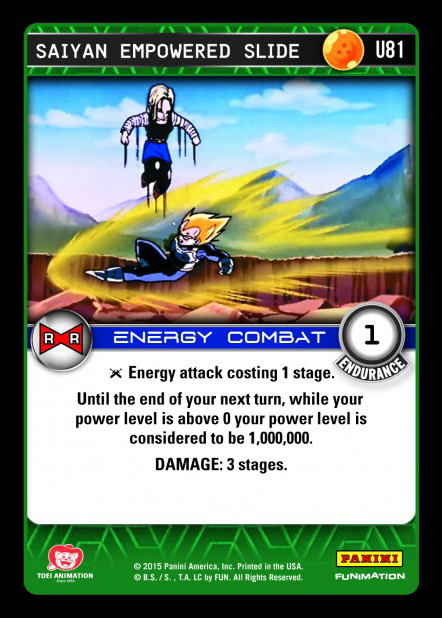 SAIYAN EMPOWERED SLIDE U81
R R ENERGY COMBAT 1
ENDURANCE
Energy attack costing 1 stage.
Until the end of your next turn, while your
power level is above 0 your power level is
considered to be 1,000,000.
DAMAGE: 3 stages.
TOEI ANIMATION
Since 1956
© 2015 Panini America, Inc. Printed in the USA.
© B.S. / S. , T.A. LC by FUN. All Rights Reserved.
PANINI
FUNIMATION